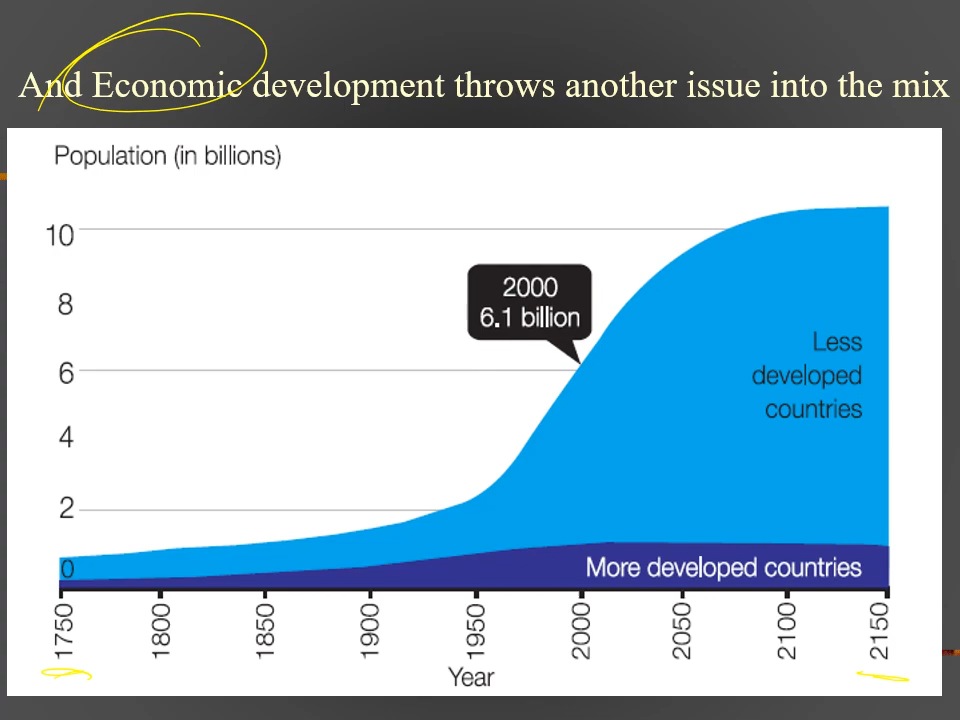 And Economic development throws another issue into the mix
Population (in billions)
10
8
6
4
2
0
2000
6.1 billion
Less
developed
countries
More developed countries
1750
1800
1850
1900
1950
2000
2050
2100
2150
Year